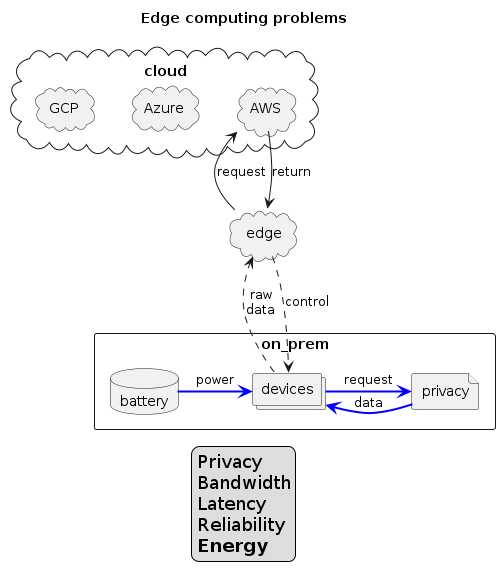 Edge computing problems
cloud
GCP
Azure
AWS
request
return
edge
raw
data
control
on_prem
battery
power
devices
request
data
privacy
Privacy
Bandwidth
Latency
Reliability
Energy